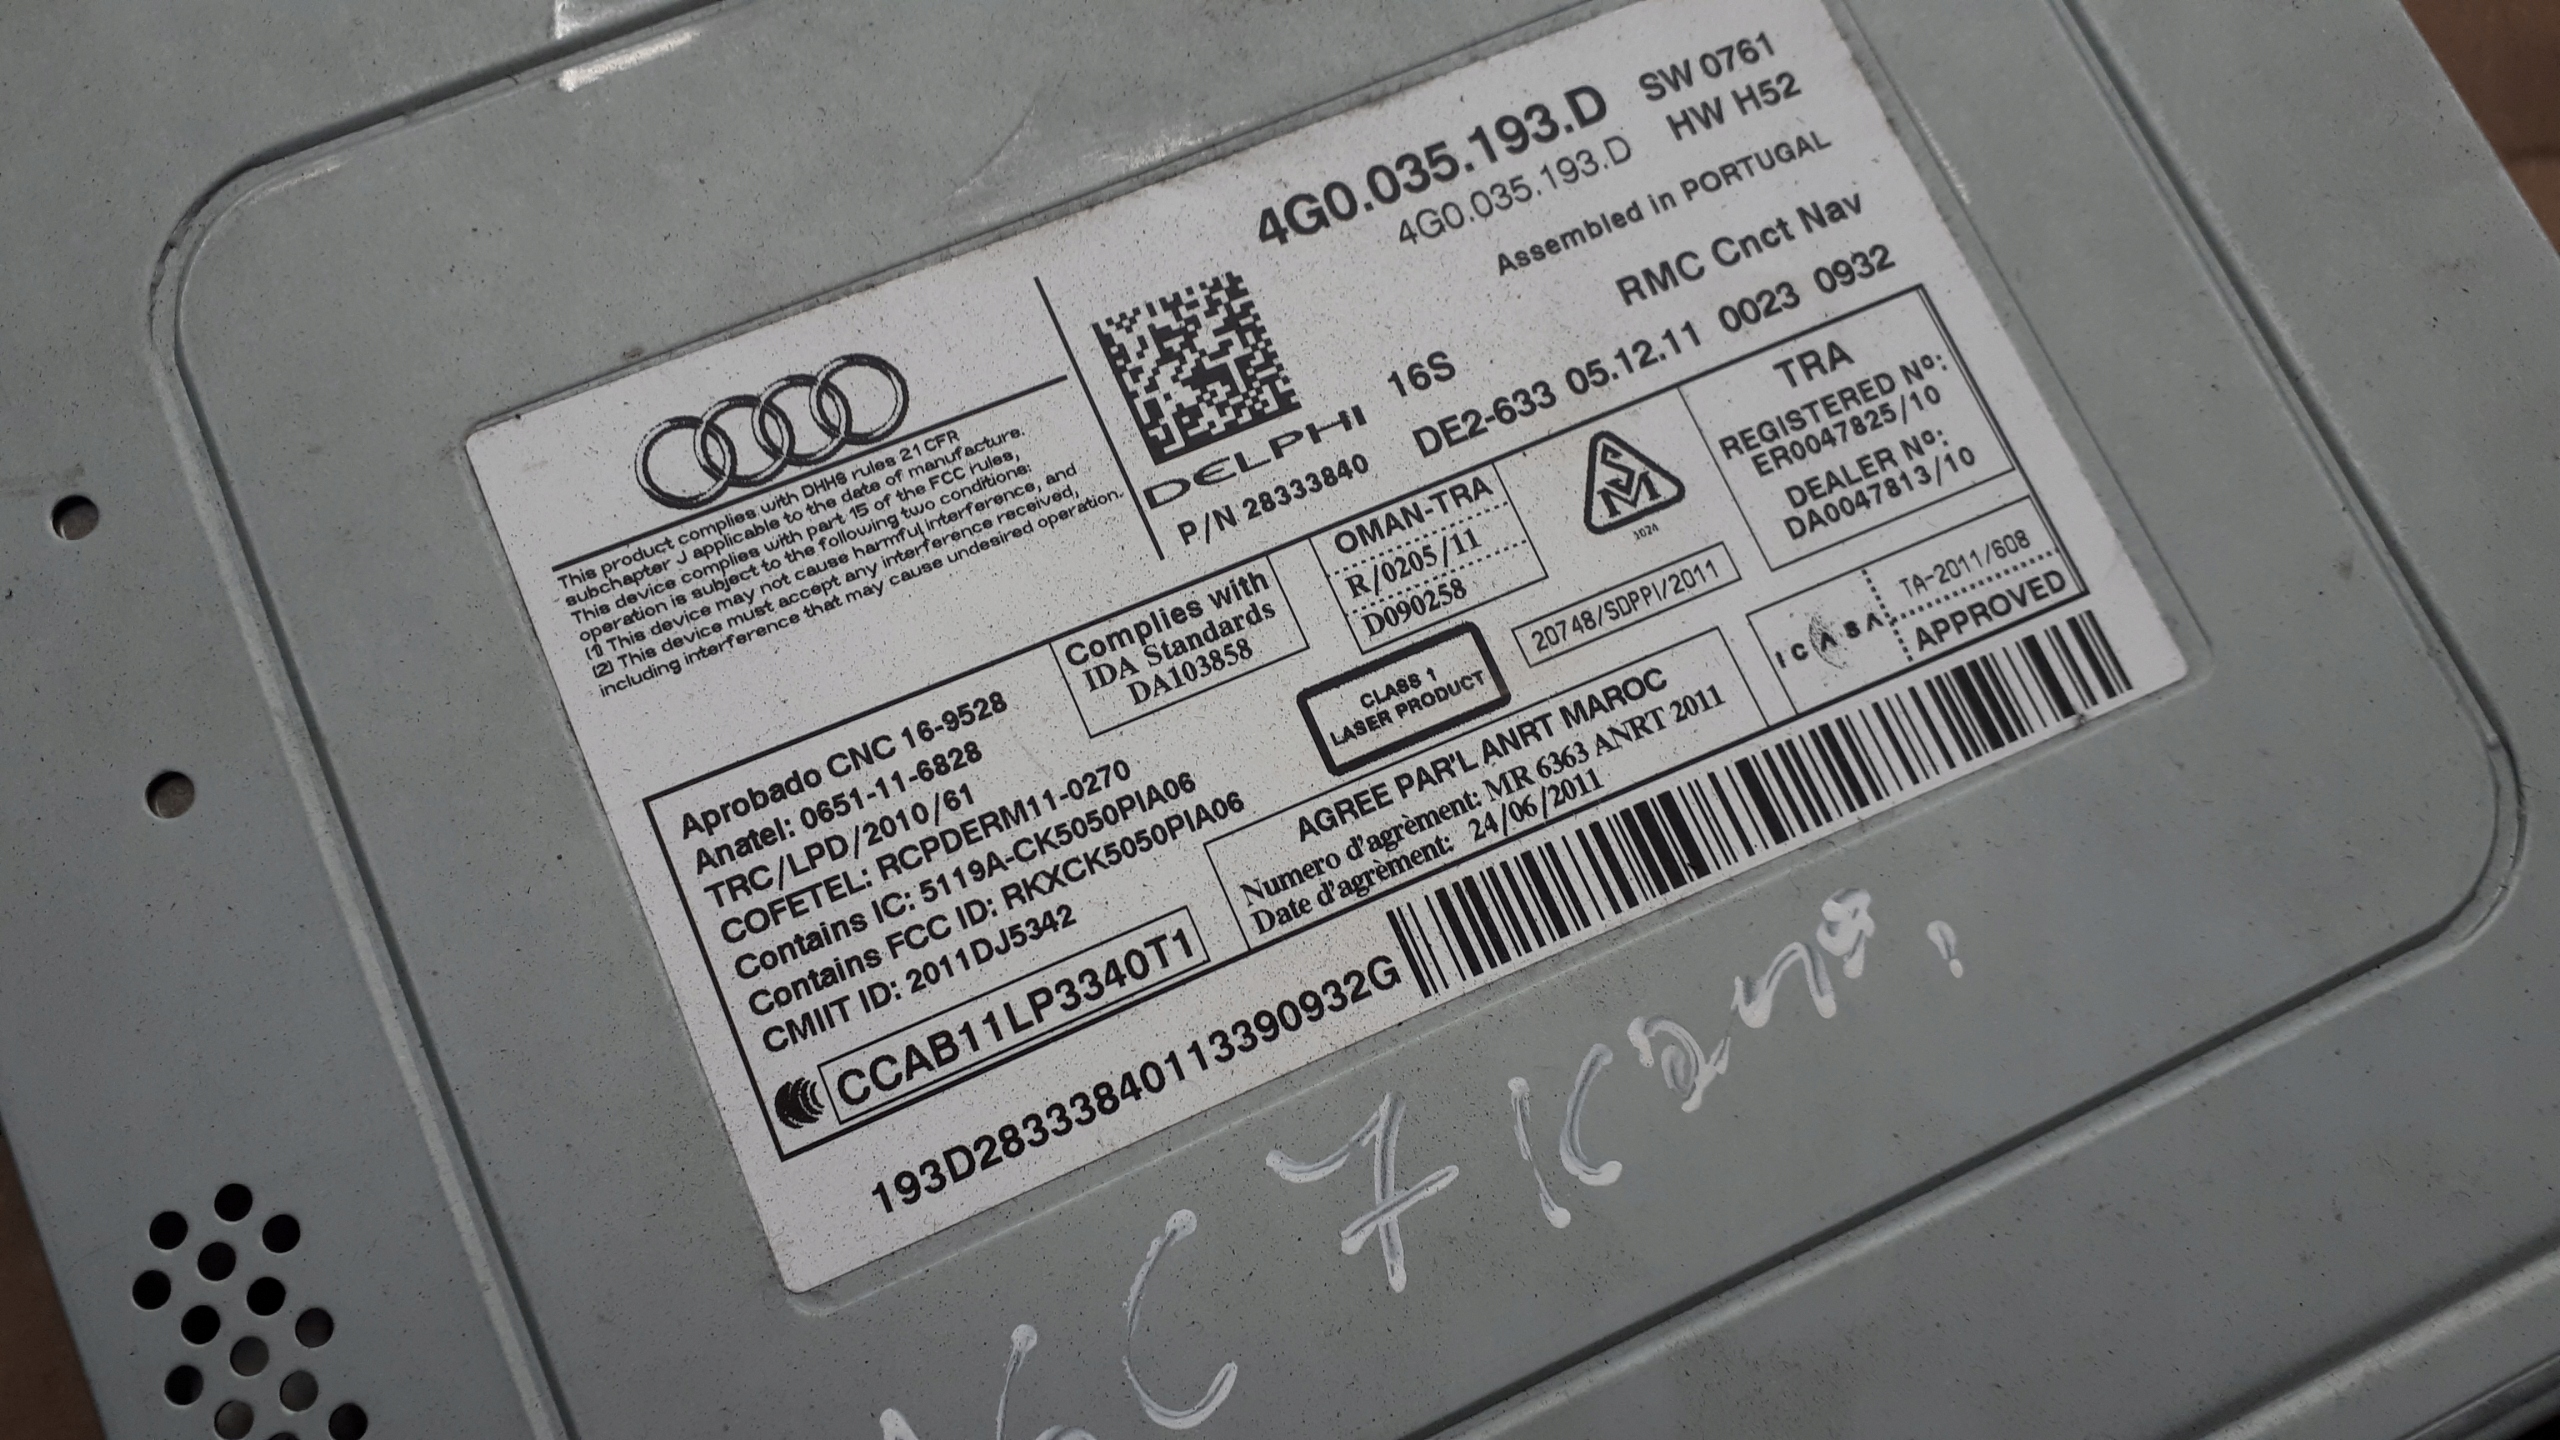 4G0.035.193.D SW 0761
4G0.035.193.D HW H52
Assembled in PORTUGAL
RMC Cnct Nav
DELPHI 16S
P/N 28333840 DE2-633 05.12.11 0023 0932
This product complies with DHHS rules 21 CFR
subchapter J applicable to the date of manufacture.
This device complies with part 15 of the FCC rules,
operation is subject to the following two conditions:
(1) This device may not cause harmful interference, and
(2) This device must accept any interference received,
including interference that may cause undesired operation.
Complies with
IDA Standards
DA103858
OMAN-TRA
R/0205/11
D090258
SM
1024
TRA
REGISTERED Nº:
ER0047825/10
DEALER Nº:
DA0047813/10
CLASS 1
LASER PRODUCT
20748/SDPPI/2011
ICASA
TA-2011/608
APPROVED
Aprobado CNC 16-9528
Anatel: 0651-11-6828
TRC/LPD/2010/61
COFETEL: RCPDERM11-0270
Contains IC: 5119A-CK5050PIA06
Contains FCC ID: RKXCK5050PIA06
CMIIT ID: 2011DJ5342
CCAB11LP3340T1
AGREE PAR'L ANRT MAROC
Numero d'agrèment: MR 6363 ANRT 2011
Date d'agrèment: 24/06/2011
193D28333840113390932G
C7